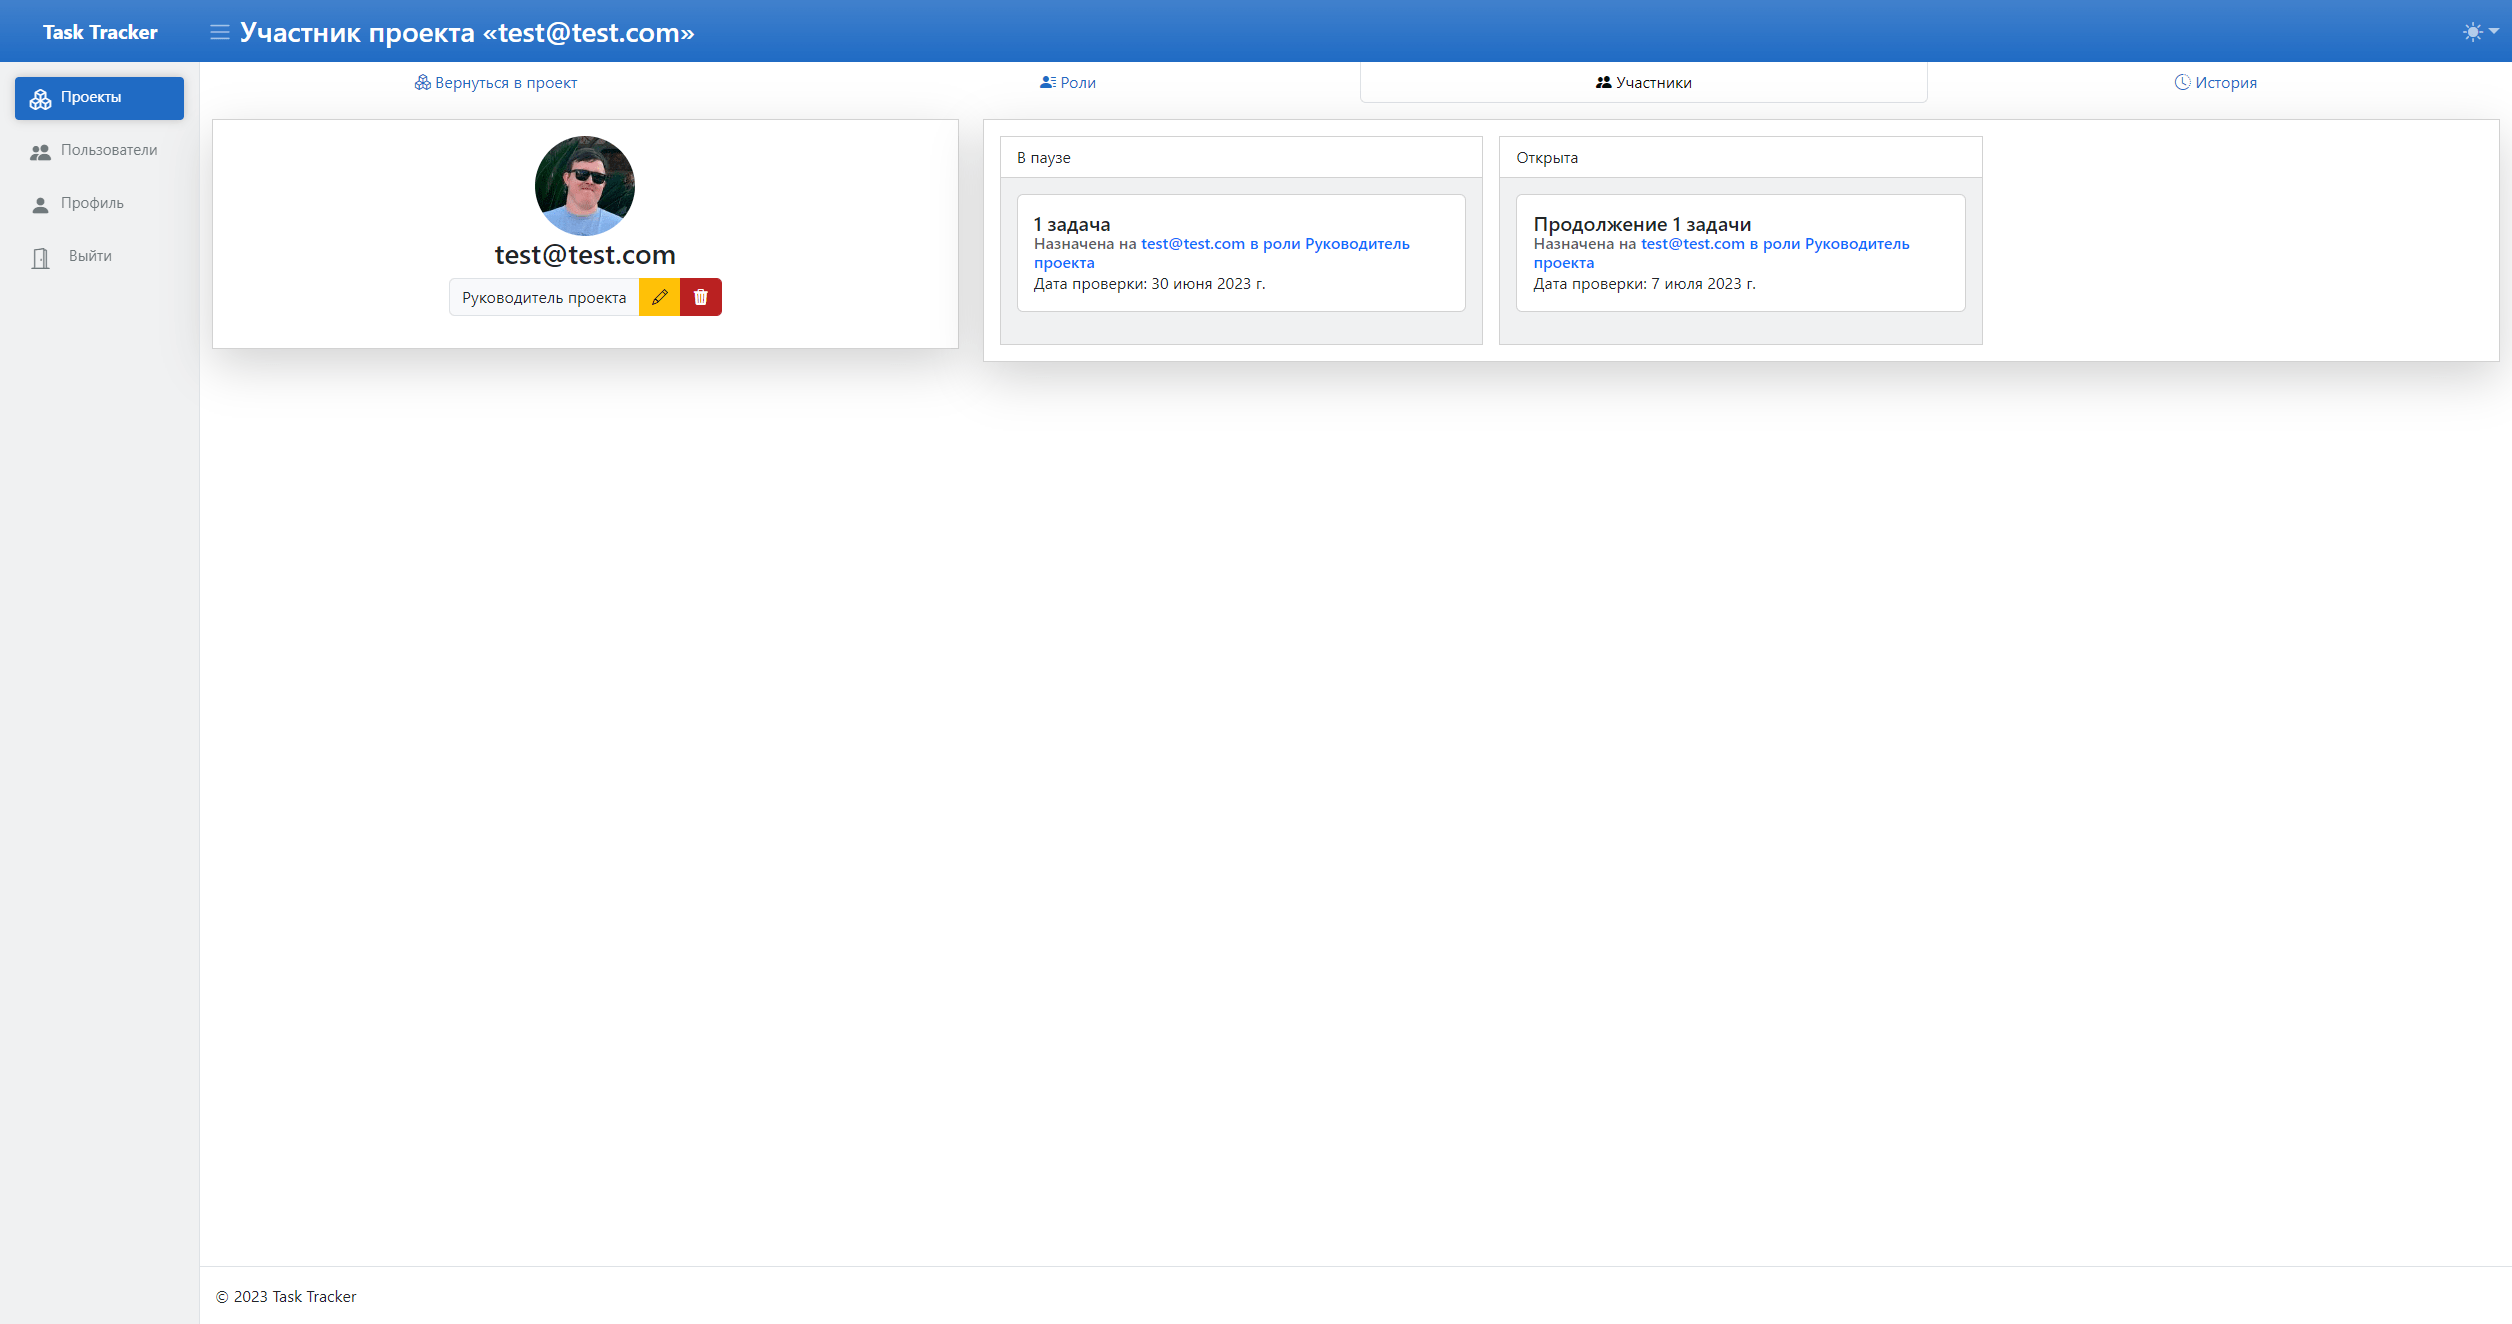 Task Tracker
Участник проекта «test@test.com»
Проекты
Пользователи
Профиль
Выйти
Вернуться в проект
Роли
Участники
История
test@test.com
Руководитель проекта
В паузе
1 задача
Назначена на test@test.com в роли Руководитель
проекта
Дата проверки: 30 июня 2023 г.
Открыта
Продолжение 1 задачи
Назначена на test@test.com в роли Руководитель
проекта
Дата проверки: 7 июля 2023 г.
© 2023 Task Tracker